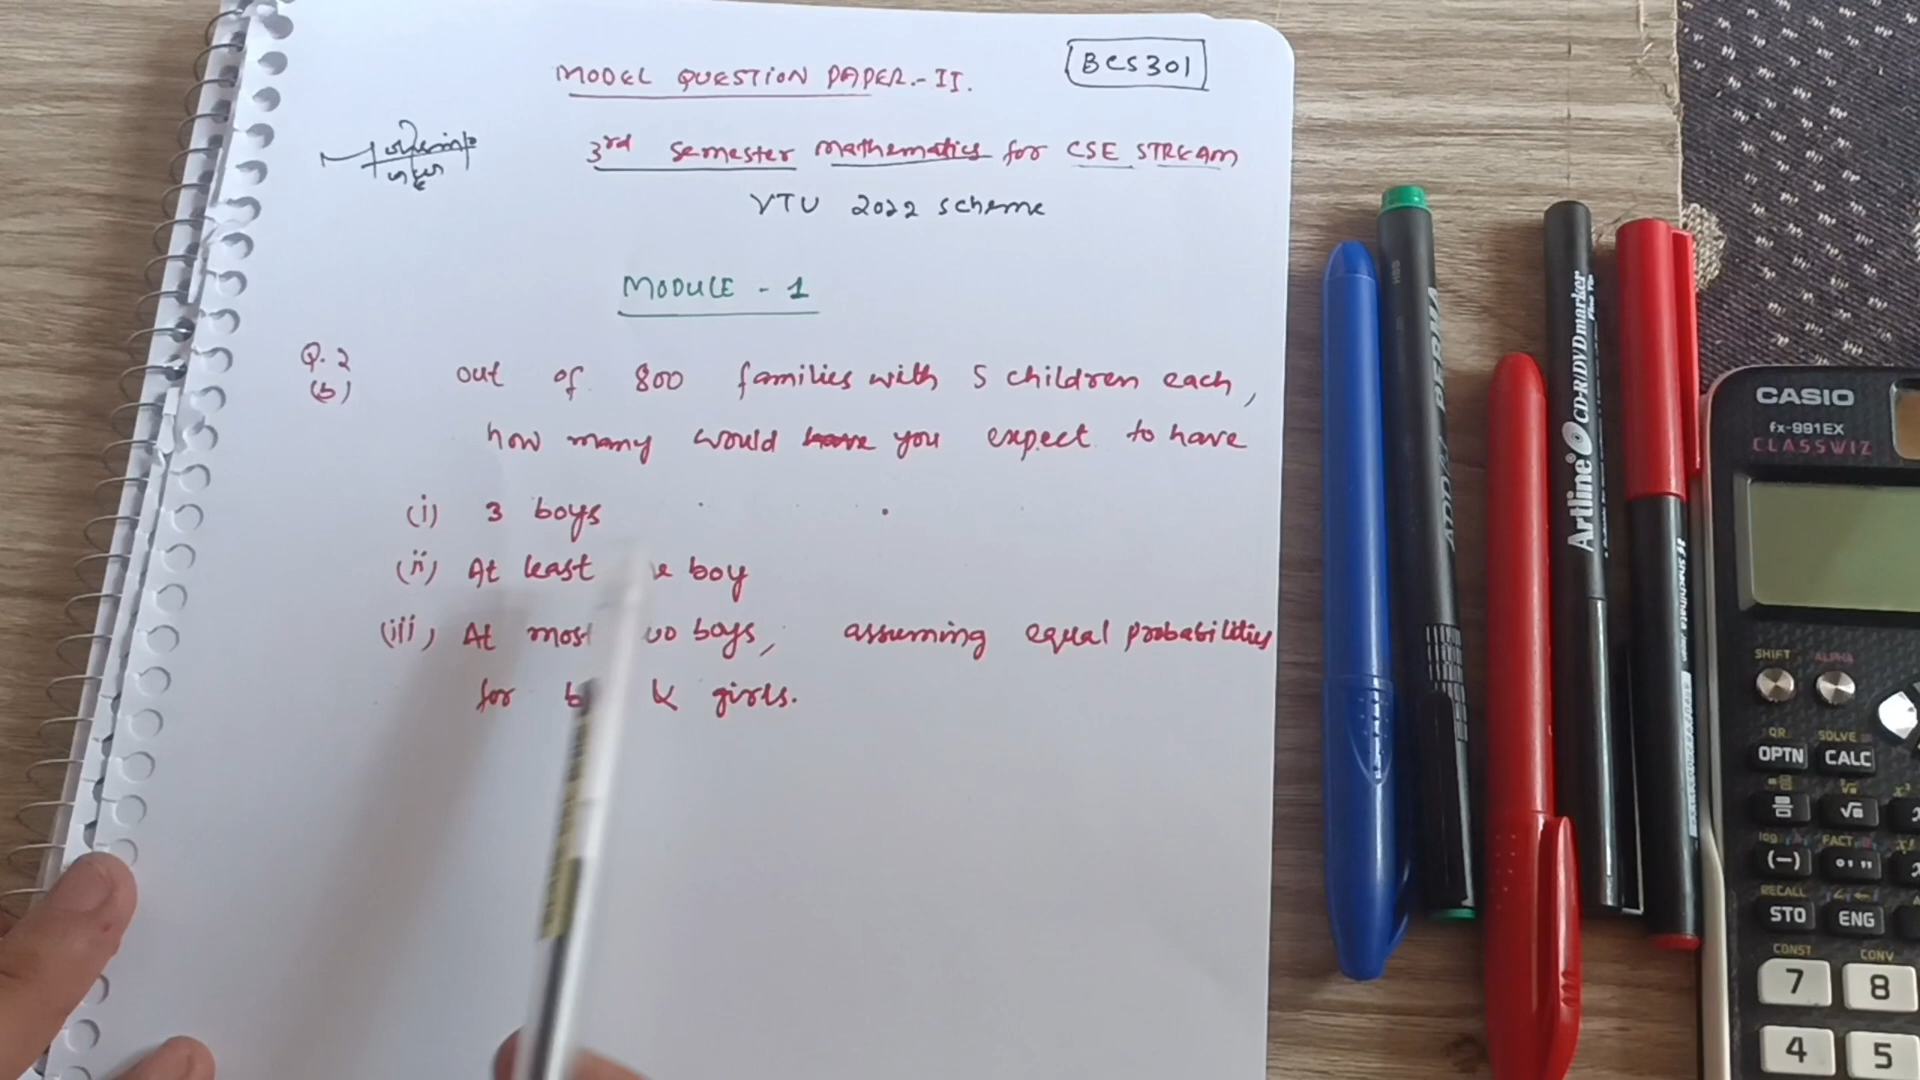 MODEL QUESTION PAPER.- II.
BCS301
3rd Semester Mathematics for CSE STREAM
VTU 2022 Scheme
MODULE - 1
Q.2
(b)
out of 800 families with 5 children each,
how many would have you expect to have
(i) 3 boys
(ii) At least boy
(iii) At most boys, assuming equal probabilities
for & girls.
Artline CD-R/DVD marker
CASIO
fx-991EX
CLASSWIZ
SHIFT ALPHA
QR SOLVE
OPTN CALC
log FACT
(−) ° ' "
RECALL
STO ENG
CONST CONV
7 8
4 5